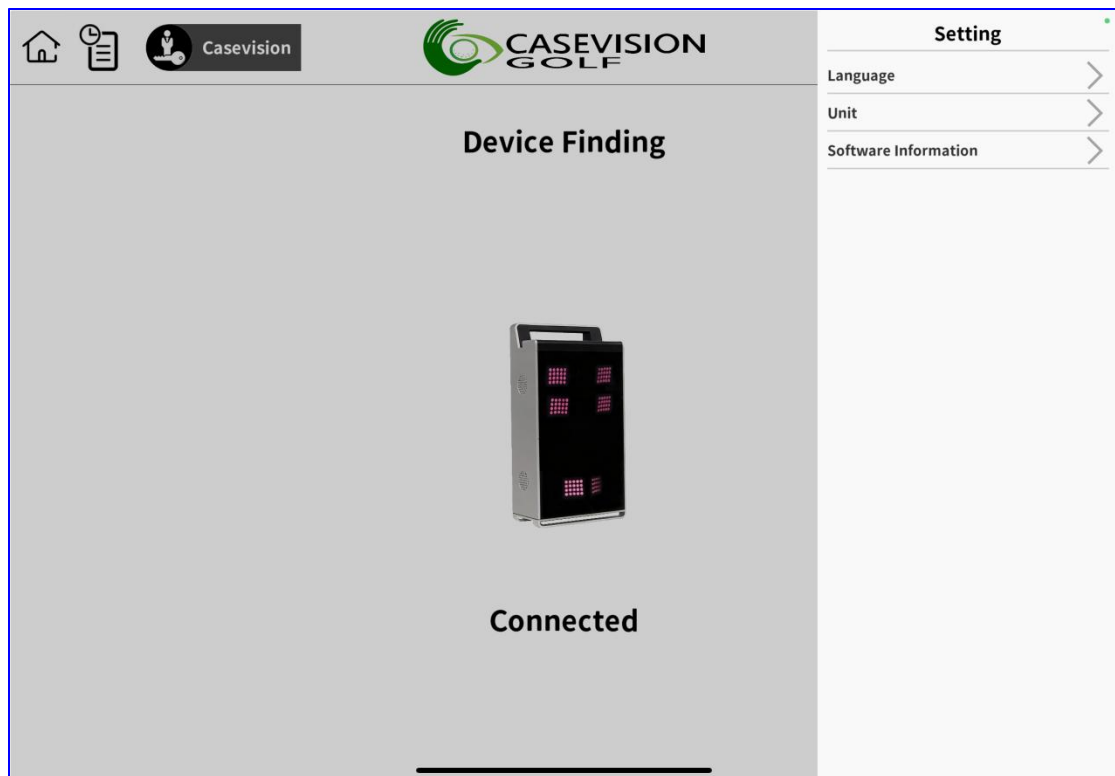 Casevision
CASEVISION
GOLF
Device Finding
Connected
Setting
Language
Unit
Software Information